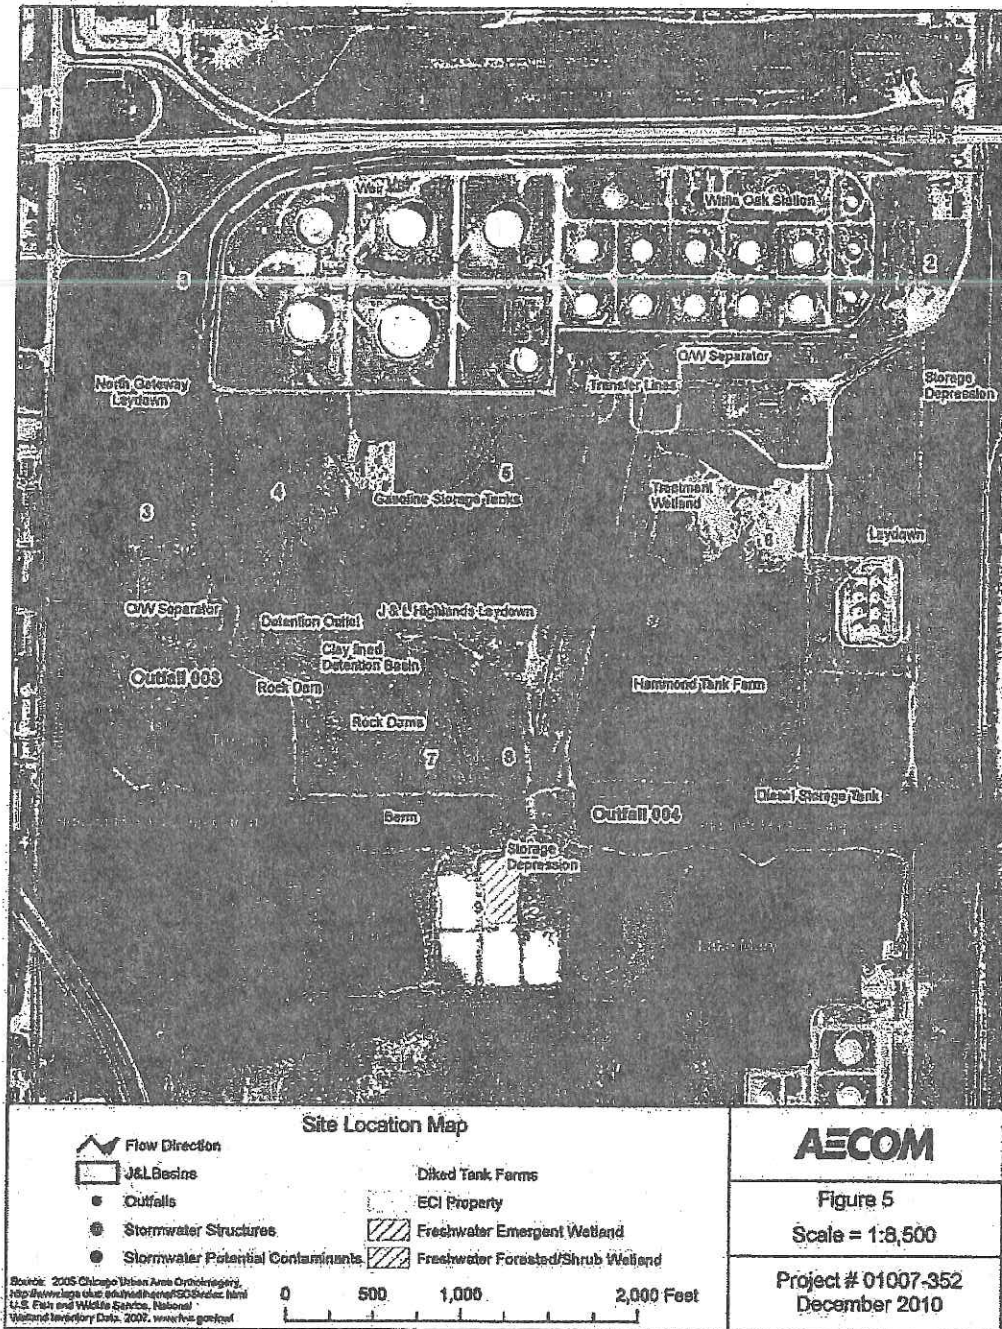 Wolf
White Oak Station
2
9
O/W Separator
North Gateway
Laydown
Transfer Lines
Storage
Depression
4
5
3
Gasoline Storage Tanks
Treatment
Wetland
6
Laydown
O/W Separator
Detention Outlet
J & L Highlands Laydown
Clay lined
Detention Basin
Outfall 003
Rock Dam
Hammond Tank Farm
Rock Dams
7
8
Diesel Storage Tank
Berm
Outfall 004
Storage
Depression
Lake Mary
Site Location Map
Flow Direction
J&L Basins
Outfalls
Stormwater Structures
Stormwater Potential Contaminants
Diked Tank Farms
ECI Property
Freshwater Emergent Wetland
Freshwater Forested/Shrub Wetland
Source: 2005 Chicago Urban Area Orthoimagery,
U.S. Fish and Wildlife Service, National
Wetland Inventory Data, 2007.
0 500 1,000 2,000 Feet
AECOM
Figure 5
Scale = 1:8,500
Project # 01007-352
December 2010